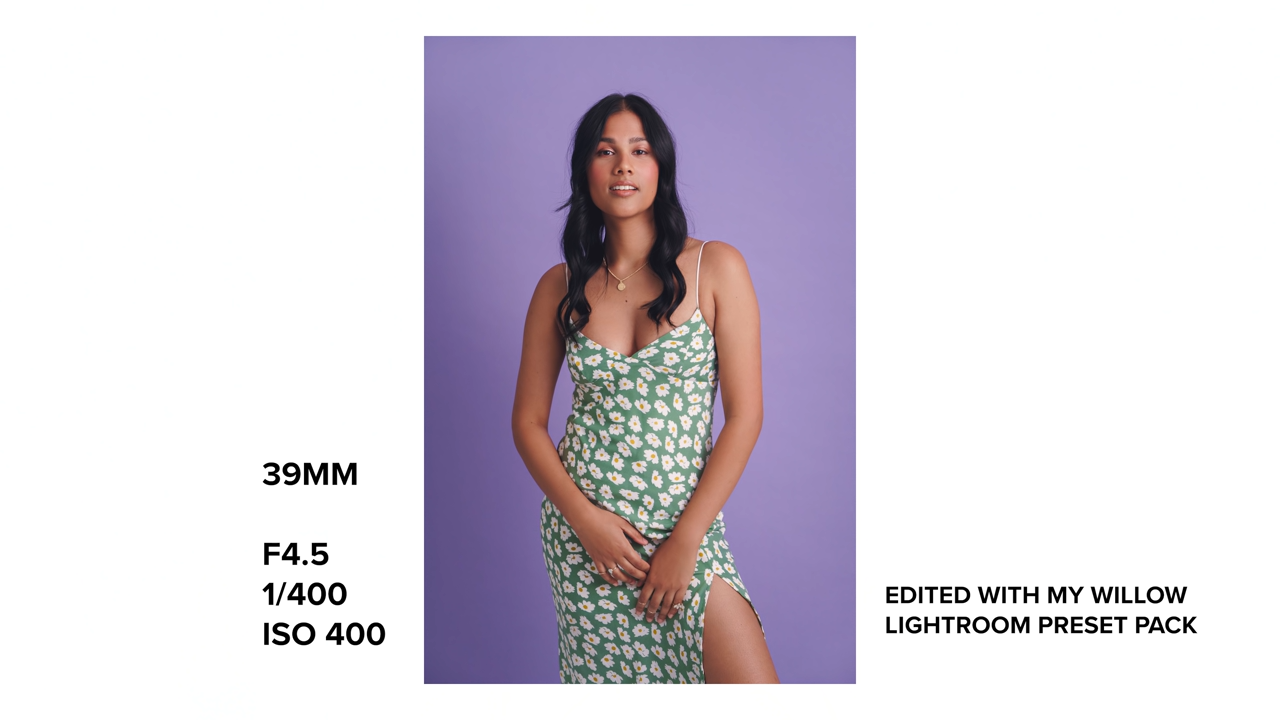 39MM
F4.5
1/400
ISO 400
EDITED WITH MY WILLOW
LIGHTROOM PRESET PACK